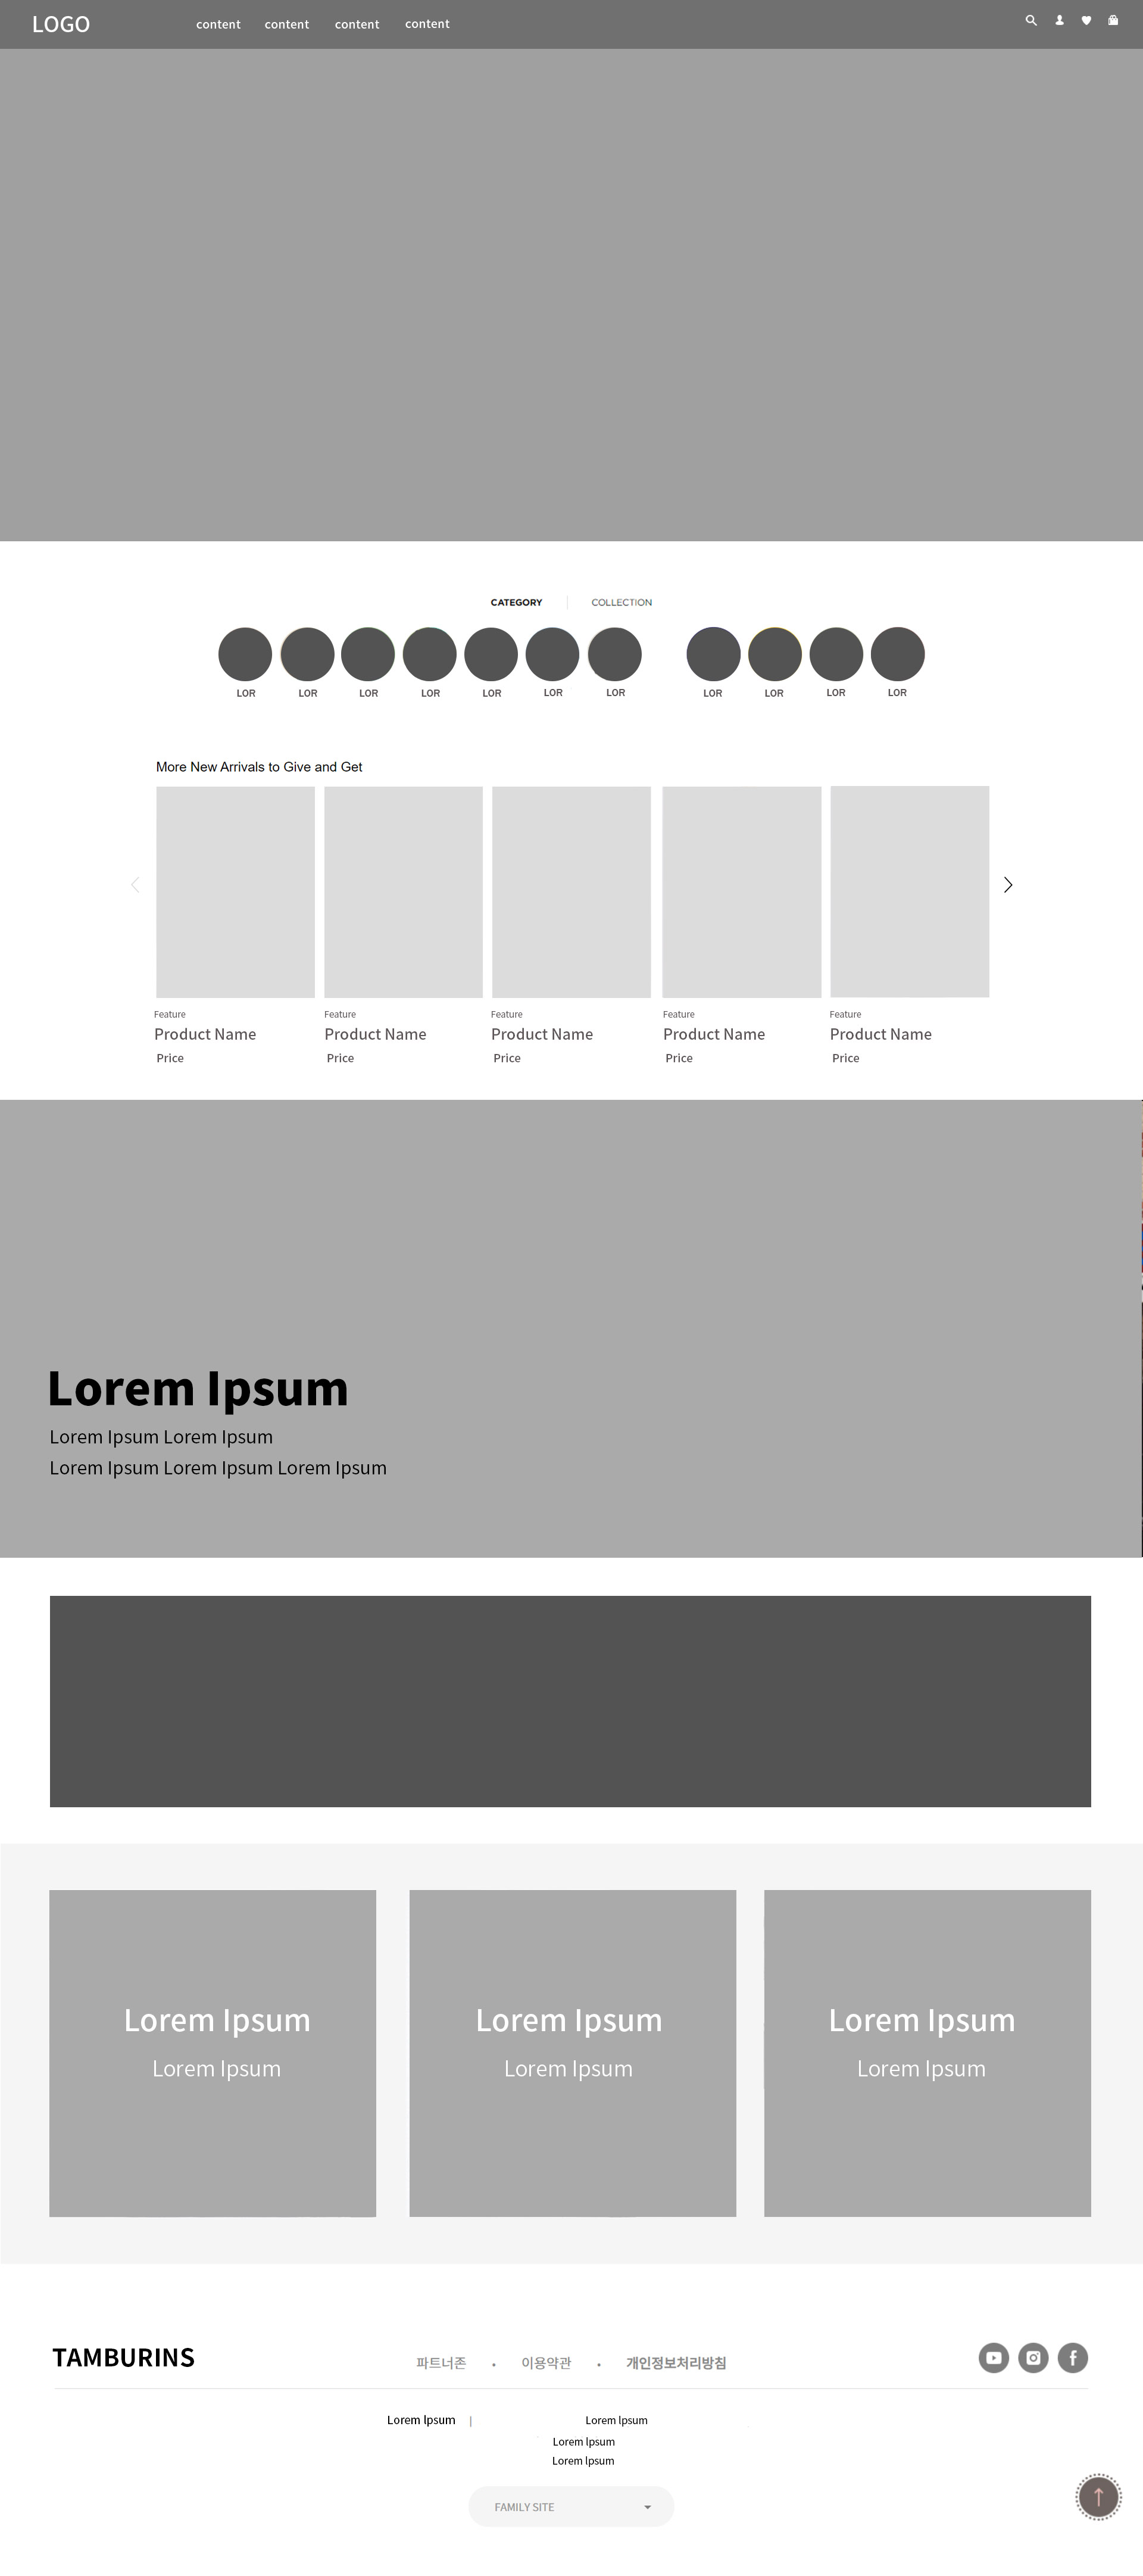 LOGO content content content content
CATEGORY COLLECTION
LOR LOR LOR LOR LOR LOR LOR LOR LOR LOR LOR
More New Arrivals to Give and Get
Feature Feature Feature Feature Feature
Product Name Product Name Product Name Product Name Product Name
Price Price Price Price Price
Lorem Ipsum
Lorem Ipsum Lorem Ipsum
Lorem Ipsum Lorem Ipsum Lorem Ipsum
Lorem Ipsum Lorem Ipsum Lorem Ipsum
Lorem Ipsum Lorem Ipsum Lorem Ipsum
TAMBURINS 파트너존 • 이용약관 • 개인정보처리방침
Lorem Ipsum | Lorem Ipsum
Lorem Ipsum
Lorem Ipsum
FAMILY SITE